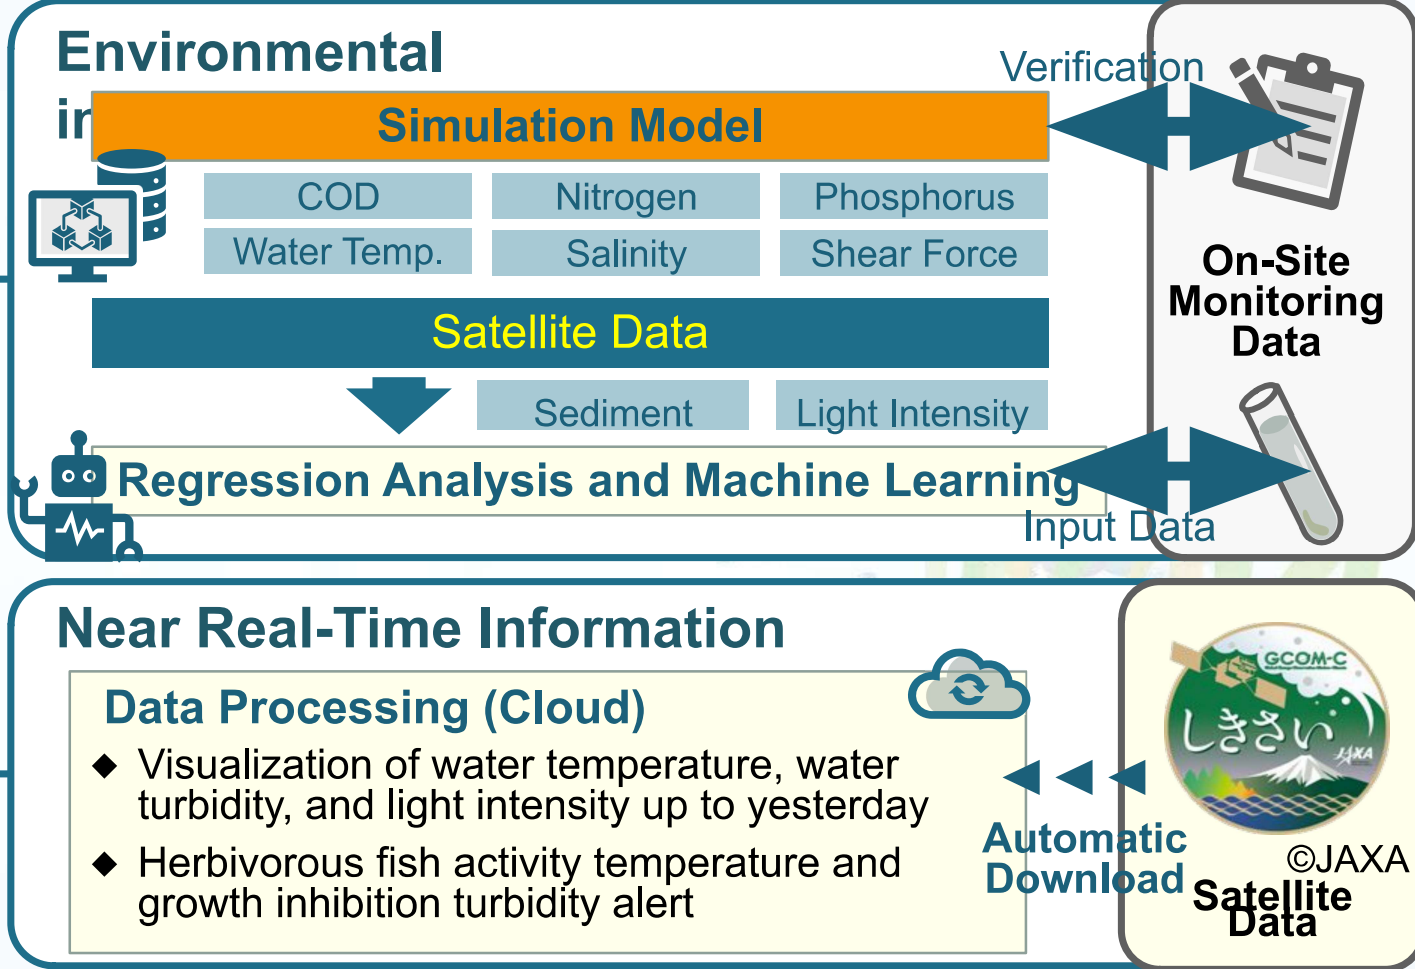 Environmental
Simulation Model
Verification
COD
Nitrogen
Phosphorus
Water Temp.
Salinity
Shear Force
On-Site
Monitoring
Data
Satellite Data
Sediment
Light Intensity
Regression Analysis and Machine Learning
Input Data
Near Real-Time Information
Data Processing (Cloud)
◆ Visualization of water temperature, water
turbidity, and light intensity up to yesterday
◆ Herbivorous fish activity temperature and
growth inhibition turbidity alert
Automatic
Download
GCOM-C
しきさい
JAXA
©JAXA
Satellite
Data